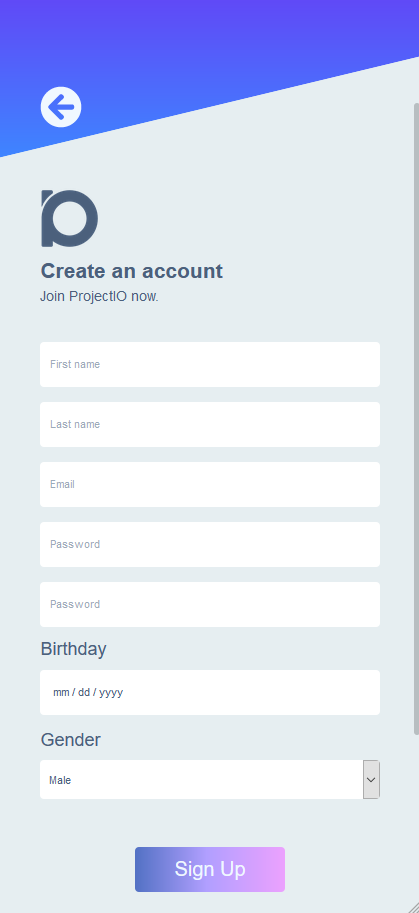 Create an account
Join ProjectIO now.
First name
Last name
Email
Password
Password
Birthday
mm / dd / yyyy
Gender
Male
Sign Up